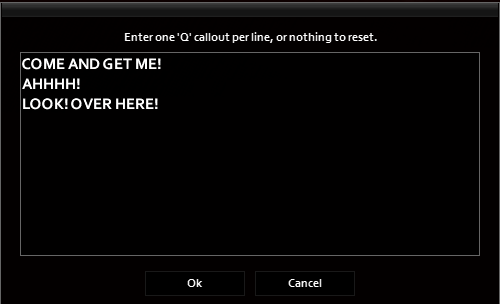 Enter one 'Q' callout per line, or nothing to reset.
COME AND GET ME!
AHHHH!
LOOK! OVER HERE!
Ok
Cancel